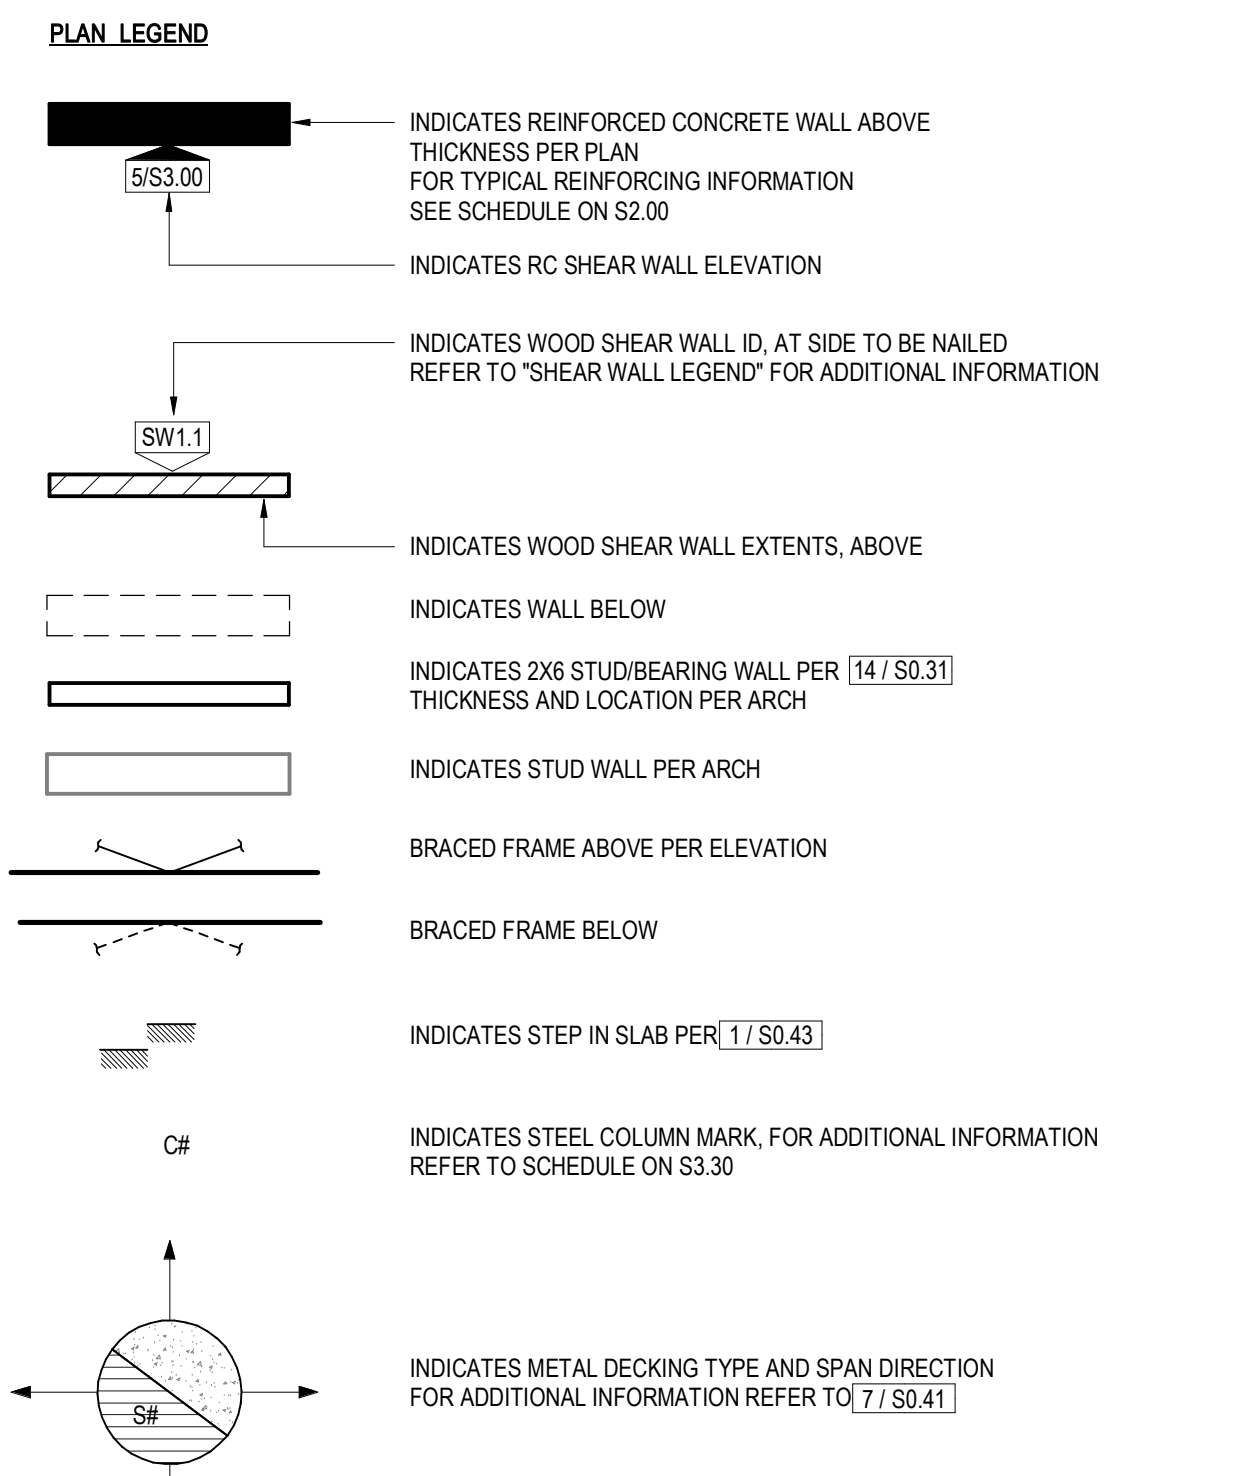 PLAN LEGEND
INDICATES REINFORCED CONCRETE WALL ABOVE
THICKNESS PER PLAN
5/S3.00
FOR TYPICAL REINFORCING INFORMATION
SEE SCHEDULE ON S2.00
INDICATES RC SHEAR WALL ELEVATION
INDICATES WOOD SHEAR WALL ID, AT SIDE TO BE NAILED
REFER TO "SHEAR WALL LEGEND" FOR ADDITIONAL INFORMATION
SW1.1
INDICATES WOOD SHEAR WALL EXTENTS, ABOVE
INDICATES WALL BELOW
INDICATES 2X6 STUD/BEARING WALL PER 14 / S0.31
THICKNESS AND LOCATION PER ARCH
INDICATES STUD WALL PER ARCH
BRACED FRAME ABOVE PER ELEVATION
BRACED FRAME BELOW
INDICATES STEP IN SLAB PER 1 / S0.43
C#
INDICATES STEEL COLUMN MARK, FOR ADDITIONAL INFORMATION
REFER TO SCHEDULE ON S3.30
INDICATES METAL DECKING TYPE AND SPAN DIRECTION
FOR ADDITIONAL INFORMATION REFER TO 7 / S0.41
S#